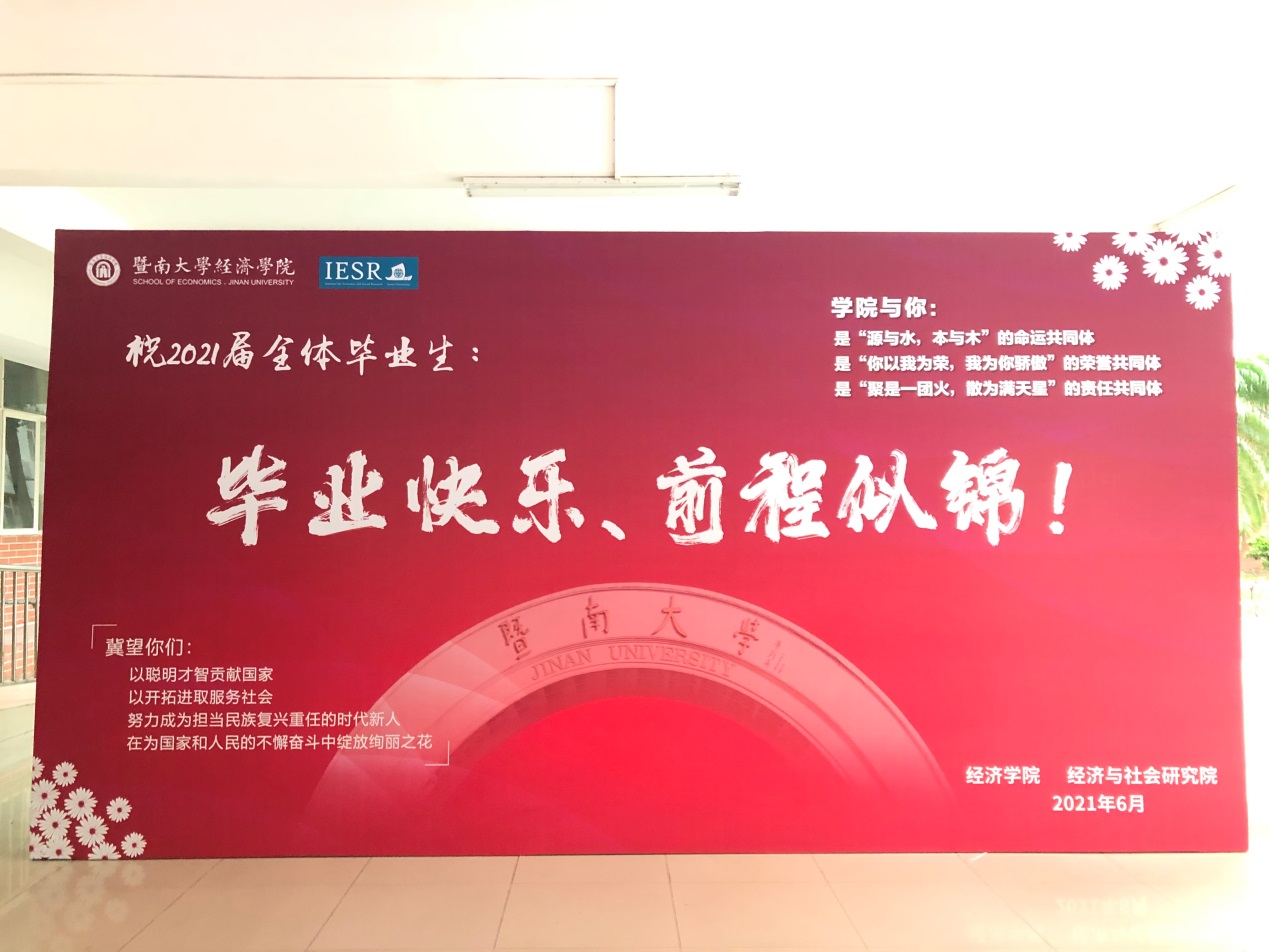 暨南大學經濟學院
SCHOOL OF ECONOMICS . JINAN UNIVERSITY
IESR
学院与你：
是“源与水，本与木”的命运共同体
是“你以我为荣，我为你骄傲”的荣誉共同体
是“聚是一团火，散为满天星”的责任共同体
祝2021届全体毕业生：
毕业快乐、前程似锦！
暨南大學
JINAN UNIVERSITY
冀望你们：
以聪明才智贡献国家
以开拓进取服务社会
努力成为担当民族复兴重任的时代新人
在为国家和人民的不懈奋斗中绽放绚丽之花
经济学院 经济与社会研究院
2021年6月